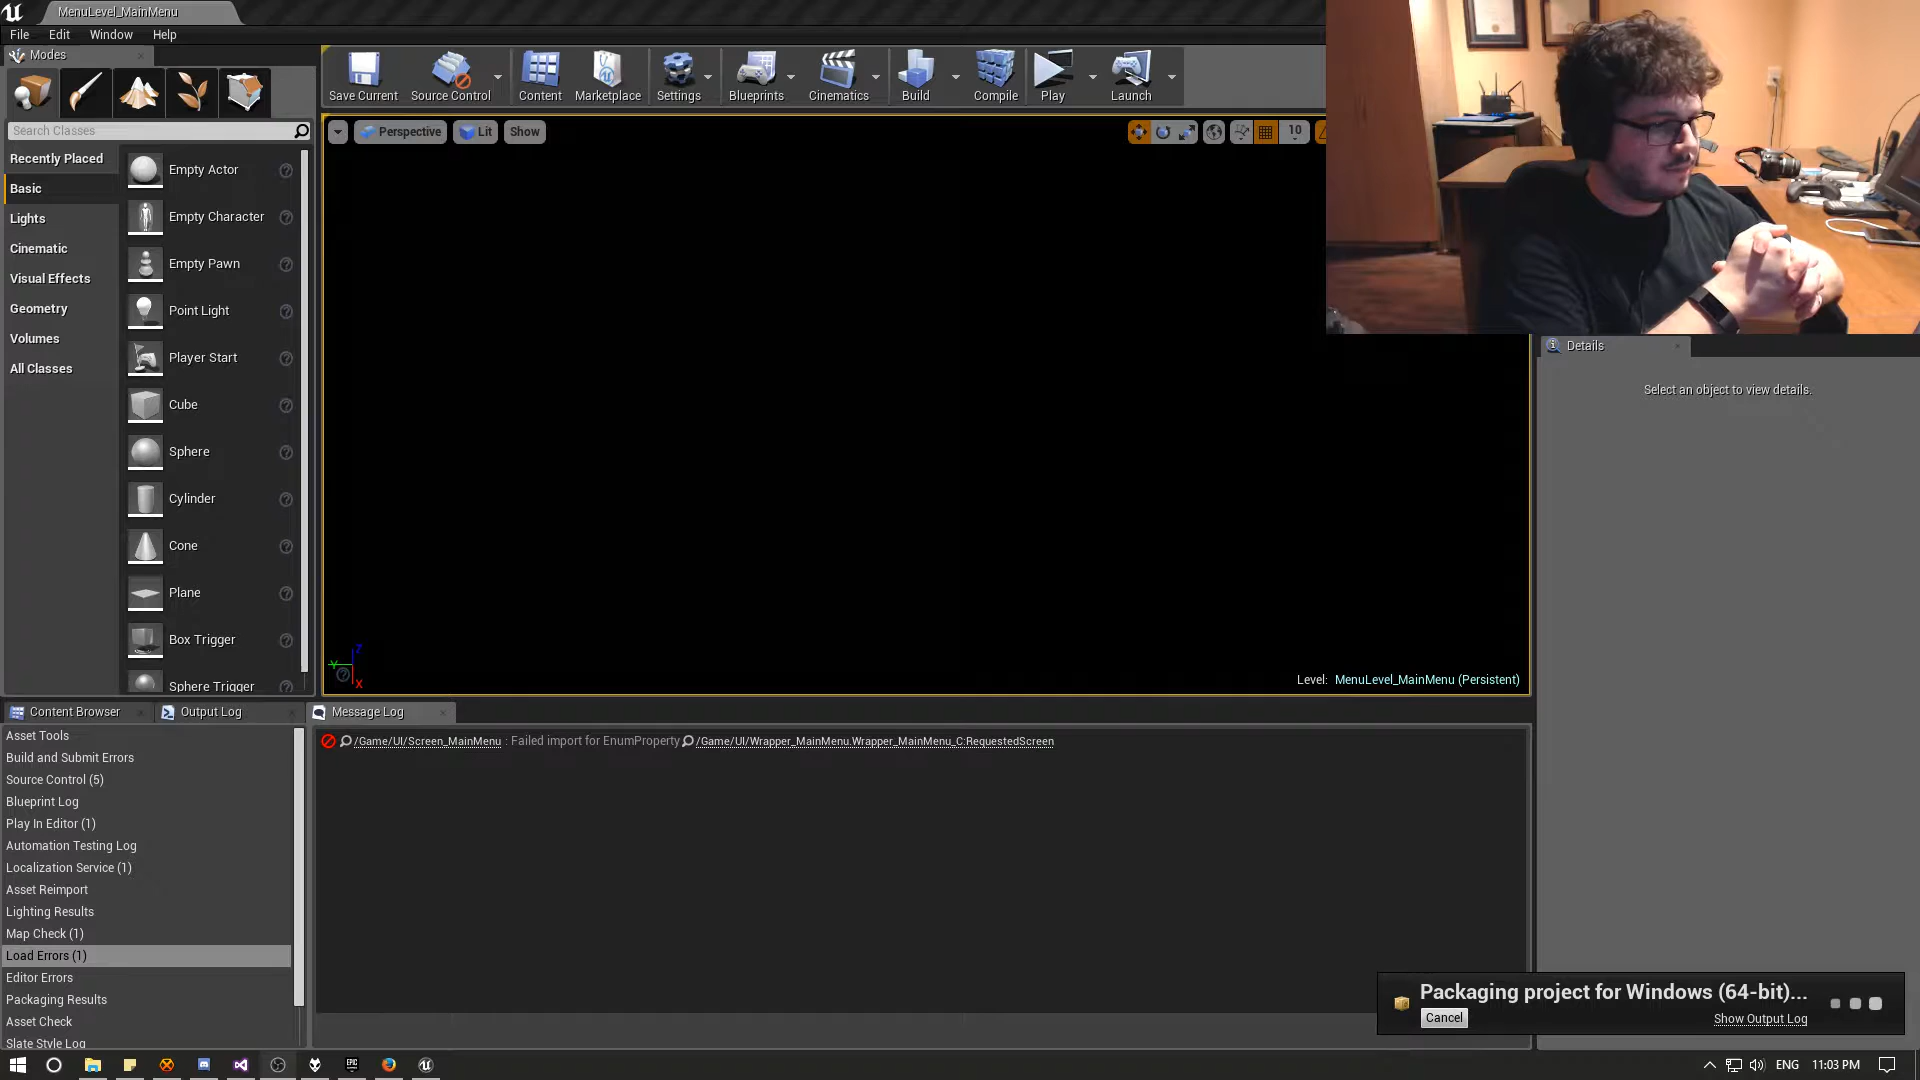 MenuLevel_MainMenu
File Edit Window Help
Modes
Save Current Source Control Content Marketplace Settings Blueprints Cinematics Build Compile Play Launch
Search Classes
Perspective Lit Show 10
Recently Placed
Basic
Lights
Cinematic
Visual Effects
Geometry
Volumes
All Classes
Empty Actor
Empty Character
Empty Pawn
Point Light
Player Start
Cube
Sphere
Cylinder
Cone
Plane
Box Trigger
Sphere Trigger
Z
Y
X
Level: MenuLevel_MainMenu (Persistent)
Details
Select an object to view details.
Content Browser Output Log Message Log
Asset Tools
Build and Submit Errors
Source Control (5)
Blueprint Log
Play In Editor (1)
Automation Testing Log
Localization Service (1)
Asset Reimport
Lighting Results
Map Check (1)
Load Errors (1)
Editor Errors
Packaging Results
Asset Check
Slate Style Log
/Game/UI/Screen_MainMenu : Failed import for EnumProperty /Game/UI/Wrapper_MainMenu.Wrapper_MainMenu_C:RequestedScreen
Packaging project for Windows (64-bit)...
Cancel Show Output Log
EPIC
ENG 11:03 PM